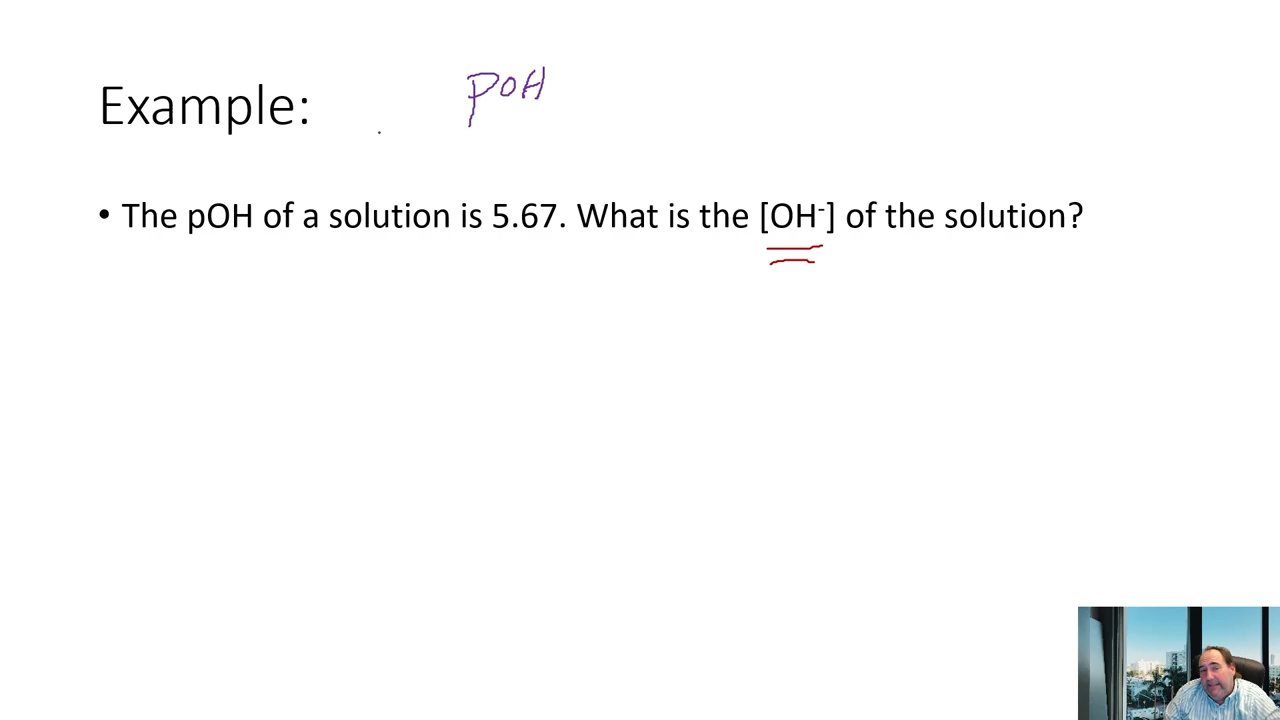 Example:
pOH
• The pOH of a solution is 5.67. What is the [OH⁻] of the solution?